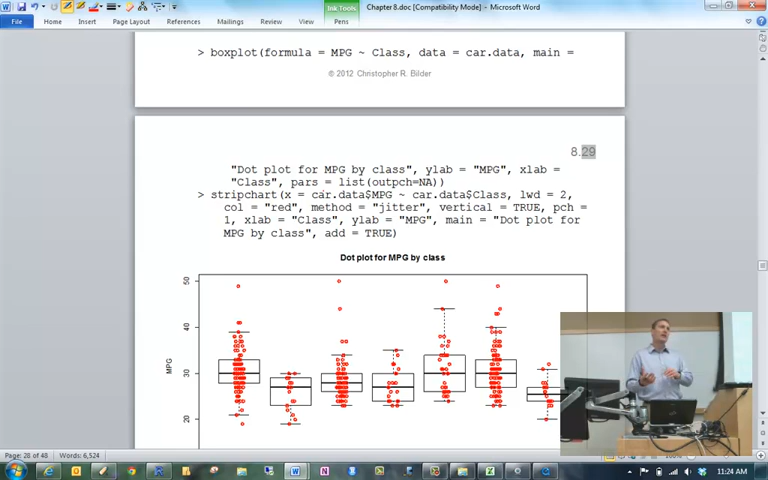 Ink Tools
Chapter 8.doc [Compatibility Mode] - Microsoft Word
File
Home
Insert
Page Layout
References
Mailings
Review
View
Pens
> boxplot(formula = MPG ~ Class, data = car.data, main =
© 2012 Christopher R. Bilder
8.29
"Dot plot for MPG by class", ylab = "MPG", xlab =
"Class", pars = list(outpch=NA))
> stripchart(x = car.data$MPG ~ car.data$Class, lwd = 2,
col = "red", method = "jitter", vertical = TRUE, pch =
1, xlab = "Class", ylab = "MPG", main = "Dot plot for
MPG by class", add = TRUE)
Dot plot for MPG by class
MPG
50
40
30
20
Page: 28 of 48
Words: 6,524
11:24 AM